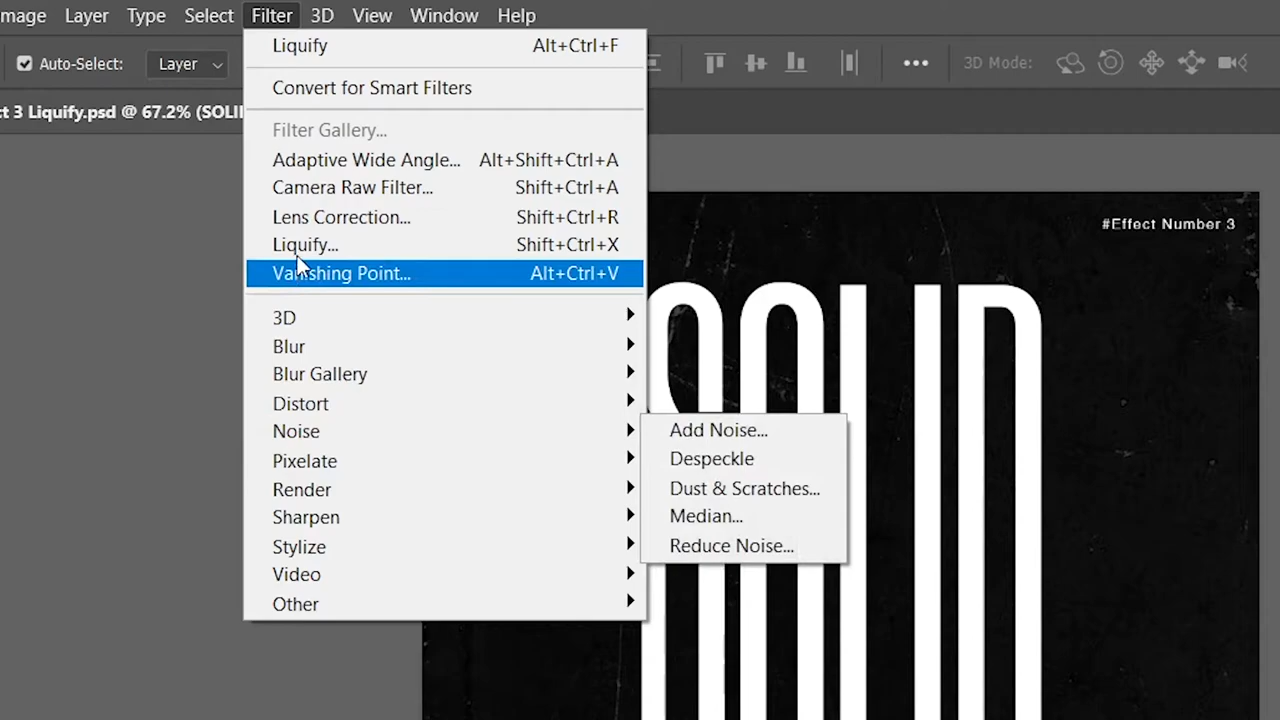 mage Layer Type Select Filter 3D View Window Help
Auto-Select: Layer 3D Mode:
ct 3 Liquify.psd @ 67.2% (SOLI
Liquify Alt+Ctrl+F
Convert for Smart Filters
Filter Gallery...
Adaptive Wide Angle... Alt+Shift+Ctrl+A
Camera Raw Filter... Shift+Ctrl+A
Lens Correction... Shift+Ctrl+R
Liquify... Shift+Ctrl+X
Vanishing Point... Alt+Ctrl+V
3D
Blur
Blur Gallery
Distort
Noise
Pixelate
Render
Sharpen
Stylize
Video
Other
Add Noise...
Despeckle
Dust & Scratches...
Median...
Reduce Noise...
#Effect Number 3
SOLID